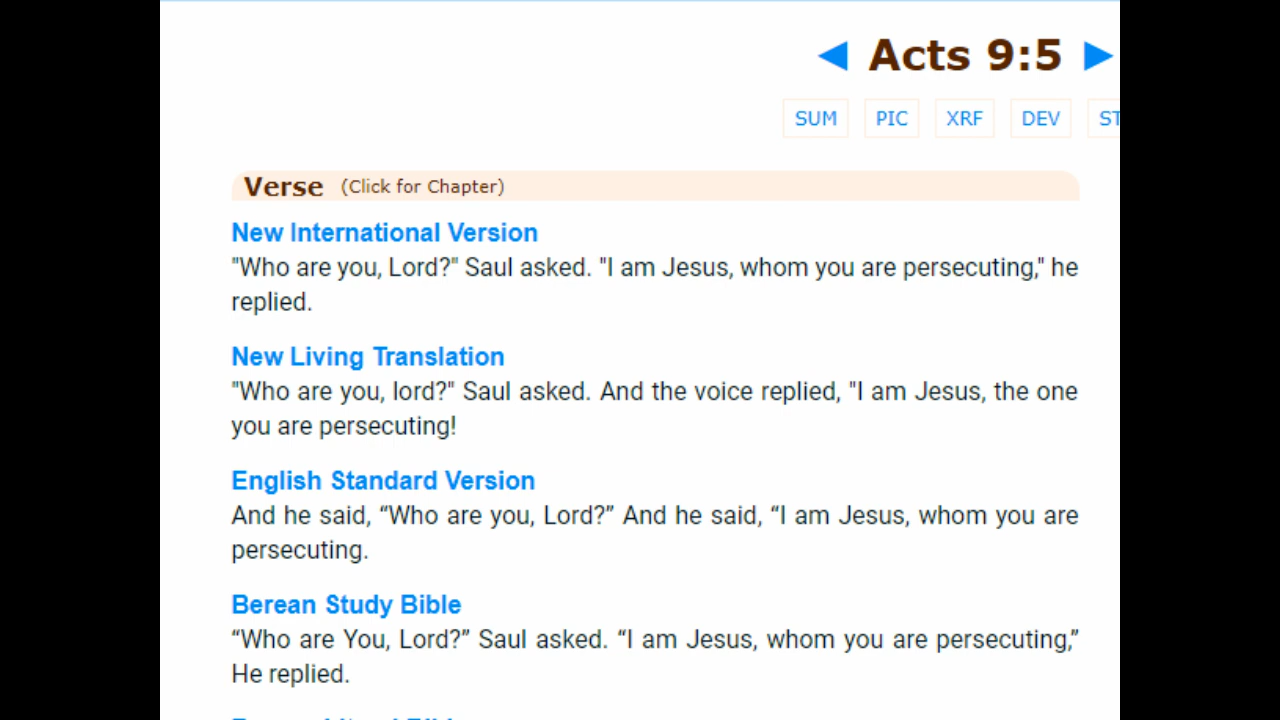 ◀ Acts 9:5 ▶
SUM PIC XRF DEV ST
Verse (Click for Chapter)
New International Version
"Who are you, Lord?" Saul asked. "I am Jesus, whom you are persecuting," he
replied.
New Living Translation
"Who are you, lord?" Saul asked. And the voice replied, "I am Jesus, the one
you are persecuting!
English Standard Version
And he said, “Who are you, Lord?” And he said, “I am Jesus, whom you are
persecuting.
Berean Study Bible
“Who are You, Lord?” Saul asked. “I am Jesus, whom you are persecuting,”
He replied.